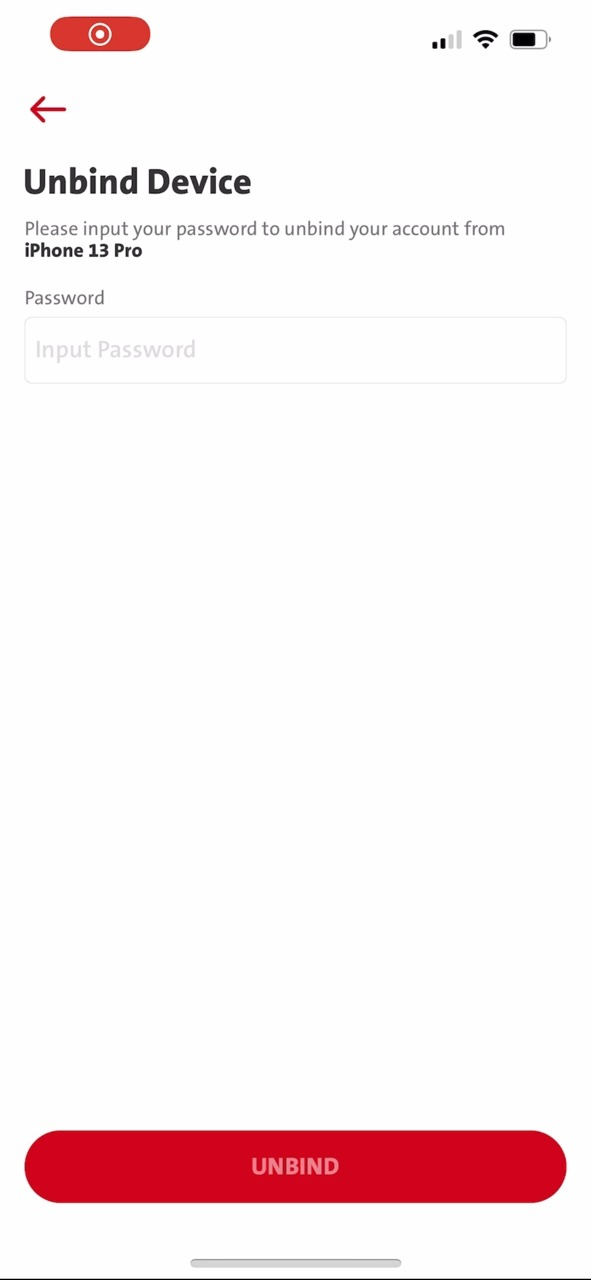 Unbind Device
Please input your password to unbind your account from
iPhone 13 Pro
Password
Input Password
UNBIND